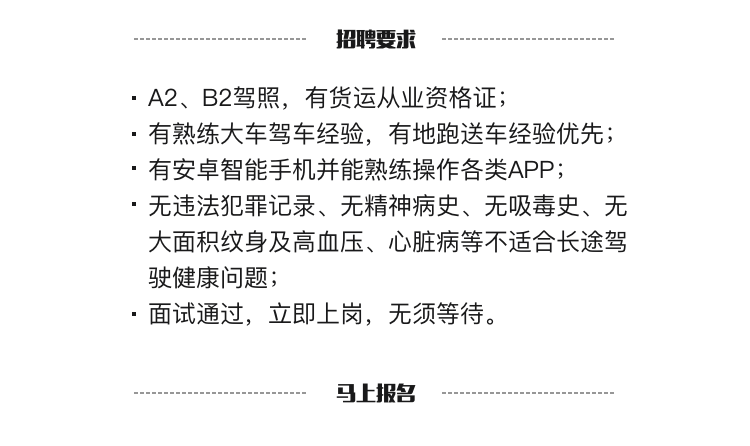 招聘要求
· A2、B2驾照，有货运从业资格证；
· 有熟练大车驾车经验，有地跑送车经验优先；
· 有安卓智能手机并能熟练操作各类APP；
· 无违法犯罪记录、无精神病史、无吸毒史、无
大面积纹身及高血压、心脏病等不适合长途驾
驶健康问题；
· 面试通过，立即上岗，无须等待。
马上报名